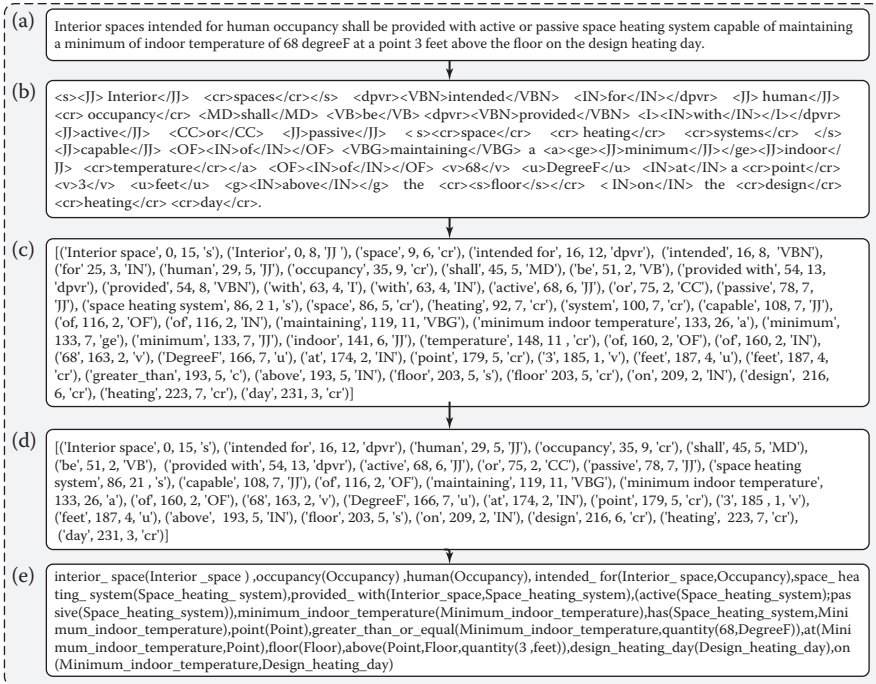 (a)
Interior spaces intended for human occupancy shall be provided with active or passive space heating system capable of maintaining
a minimum of indoor temperature of 68 degreeF at a point 3 feet above the floor on the design heating day.
(b)
<s><JJ> Interior</JJ> <cr>spaces</cr></s> <dpvr><VBN>intended</VBN> <IN>for</IN></dpvr> <JJ> human</JJ>
<cr> occupancy</cr> <MD>shall</MD> <VB>be</VB> <dpvr><VBN>provided</VBN> <I><IN>with</IN></I></dpvr>
<JJ>active</JJ> <CC>or</CC> <JJ>passive</JJ> < s><cr>space</cr> <cr> heating</cr> <cr>systems</cr> </s>
<JJ>capable</JJ> <OF><IN>of</IN></OF> <VBG>maintaining</VBG> a <a><ge><JJ>minimum</JJ></ge><JJ>indoor</
JJ> <cr>temperature</cr></a> <OF><IN>of</IN></OF> <v>68</v> <u>DegreeF</u> <IN>at</IN> a <cr>point</cr>
<v>3</v> <u>feet</u> <g><IN>above</IN></g> the <cr><s>floor</s></cr> < IN>on</IN> the <cr>design</cr>
<cr>heating</cr> <cr>day</cr>.
(c)
[('Interior space', 0, 15, 's'), ('Interior', 0, 8, 'JJ '), ('space', 9, 6, 'cr'), ('intended for', 16, 12, 'dpvr'), ('intended', 16, 8, 'VBN'),
('for' 25, 3, 'IN'), ('human', 29, 5, 'JJ'), ('occupancy', 35, 9, 'cr'), ('shall', 45, 5, 'MD'), ('be', 51, 2, 'VB'), ('provided with', 54, 13,
'dpvr'), ('provided', 54, 8, 'VBN'), ('with', 63, 4, 'I'), ('with', 63, 4, 'IN'), ('active', 68, 6, 'JJ'), ('or', 75, 2, 'CC'), ('passive', 78, 7,
'JJ'), ('space heating system', 86, 2 1, 's'), ('space', 86, 5, 'cr'), ('heating', 92, 7, 'cr'), ('system', 100, 7, 'cr'), ('capable', 108, 7, 'JJ'),
('of, 116, 2, 'OF'), ('of', 116, 2, 'IN'), ('maintaining', 119, 11, 'VBG'), ('minimum indoor temperature', 133, 26, 'a'), ('minimum',
133, 7, 'ge'), ('minimum', 133, 7, 'JJ'), ('indoor', 141, 6, 'JJ'), ('temperature', 148, 11 , 'cr'), ('of, 160, 2, 'OF'), ('of', 160, 2, 'IN'),
('68', 163, 2, 'v'), ('DegreeF', 166, 7, 'u'), ('at', 174, 2, 'IN'), ('point', 179, 5, 'cr'), ('3', 185, 1, 'v'), ('feet', 187, 4, 'u'), ('feet', 187, 4,
'cr'), ('greater_than', 193, 5, 'c'), ('above', 193, 5, 'IN'), ('floor', 203, 5, 's'), ('floor' 203, 5, 'cr'), ('on', 209, 2, 'lN'), ('design', 216,
6, 'cr'), ('heating', 223, 7, 'cr'), ('day', 231, 3, 'cr')]
(d)
[('Interior space', 0, 15, 's'), ('intended for', 16, 12, 'dpvr'), ('human', 29, 5, 'JJ'), ('occupancy', 35, 9, 'cr'), ('shall', 45, 5, 'MD'),
('be', 51, 2, 'VB'), ('provided with', 54, 13, 'dpvr'), ('active', 68, 6, 'JJ'), ('or', 75, 2, 'CC'), ('passive', 78, 7, 'JJ'), ('space heating
system', 86, 21 , 's'), ('capable', 108, 7, 'JJ'), ('of', 116, 2, 'OF'), ('maintaining', 119, 11, 'VBG'), ('minimum indoor temperature',
133, 26, 'a'), ('of', 160, 2, 'OF'), ('68', 163, 2, 'v'), ('DegreeF', 166, 7, 'u'), ('at', 174, 2, 'IN'), ('point', 179, 5, 'cr'), ('3', 185 , 1, 'v'),
('feet', 187, 4, 'u'), ('above', 193, 5, 'IN'), ('floor', 203, 5, 's'), ('on', 209, 2, 'IN'), ('design', 216, 6, 'cr'), ('heating', 223, 7, 'cr'),
('day', 231, 3, 'cr')]
(e)
interior_ space(Interior _space ) ,occupancy(Occupancy) ,human(Occupancy), intended_ for(Interior_ space,Occupancy),space_ hea
ting_ system(Space_heating_ system),provided_ with(Interior_space,Space_heating_system),(active(Space_heating_system);pas
sive(Space_heating_system)),minimum_indoor_temperature(Minimum_indoor_temperature),has(Space_heating_system,Mini
mum_indoor_temperature),point(Point),greater_than_or_equal(Minimum_indoor_temperature,quantity(68,DegreeF)),at(Mini
mum_indoor_temperature,Point),floor(Floor),above(Point,Floor,quantity(3 ,feet)),design_heating_day(Design_heating_day),on
(Minimum_indoor_temperature,Design_heating_day)